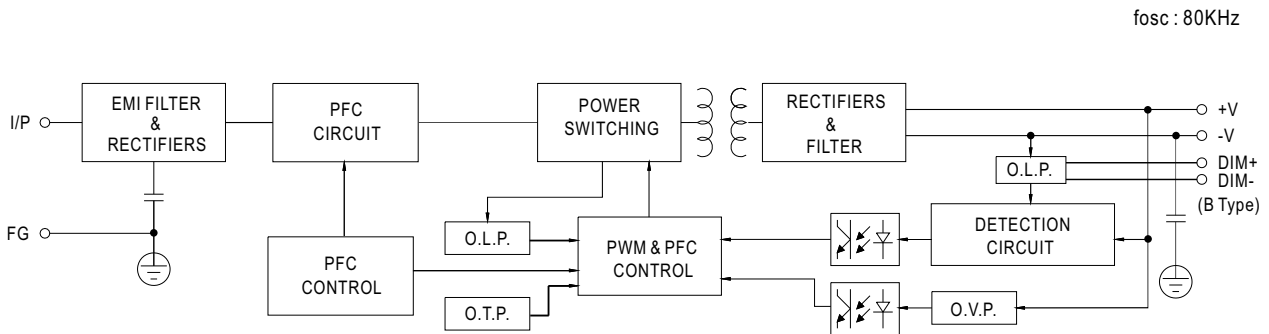 fosc : 80KHz
I/P
EMI FILTER
&
RECTIFIERS
PFC
CIRCUIT
POWER
SWITCHING
RECTIFIERS
&
FILTER
+V
-V
O.L.P.
DIM+
DIM-
(B Type)
FG
O.L.P.
PFC
CONTROL
O.T.P.
PWM & PFC
CONTROL
DETECTION
CIRCUIT
O.V.P.